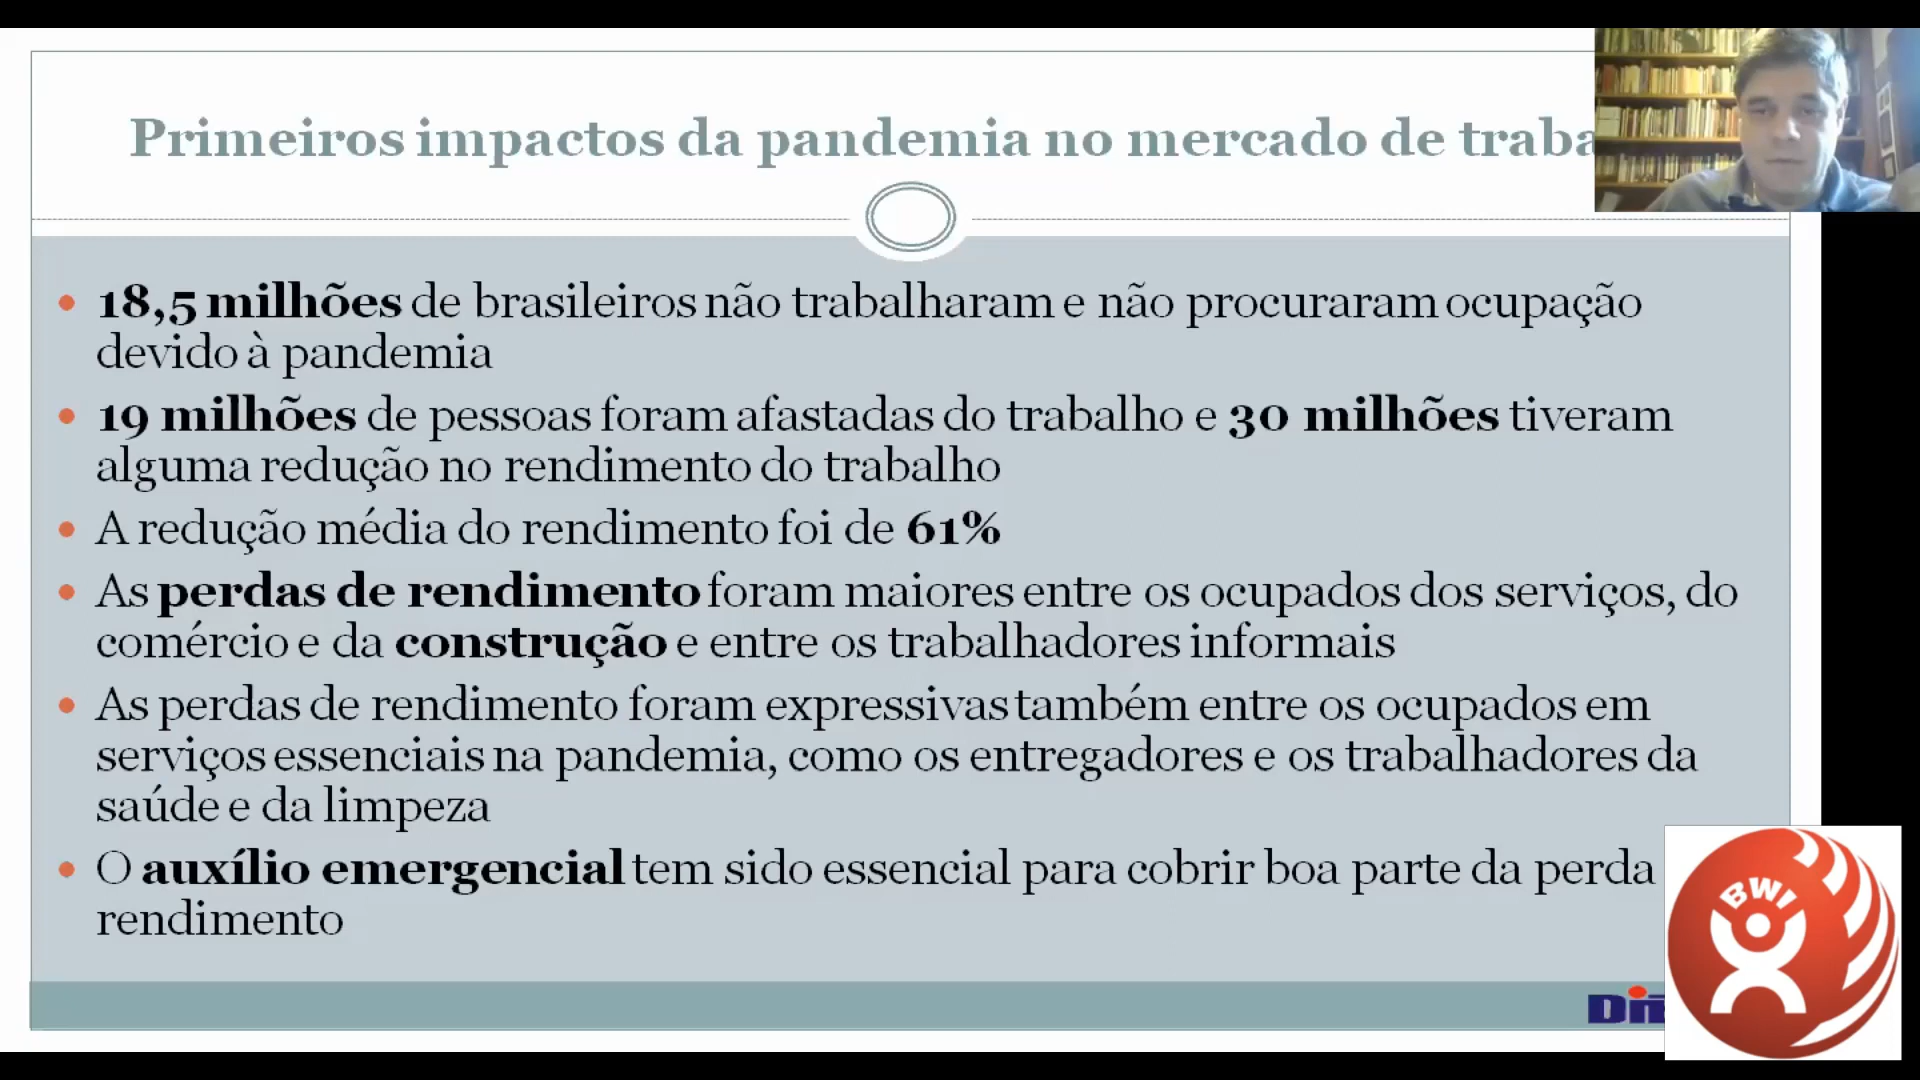 Primeiros impactos da pandemia no mercado de traba
• 18,5 milhões de brasileiros não trabalharam e não procuraram ocupação
devido à pandemia
• 19 milhões de pessoas foram afastadas do trabalho e 30 milhões tiveram
alguma redução no rendimento do trabalho
• A redução média do rendimento foi de 61%
• As perdas de rendimento foram maiores entre os ocupados dos serviços, do
comércio e da construção e entre os trabalhadores informais
• As perdas de rendimento foram expressivas também entre os ocupados em
serviços essenciais na pandemia, como os entregadores e os trabalhadores da
saúde e da limpeza
• O auxílio emergencial tem sido essencial para cobrir boa parte da perda
rendimento
BWI